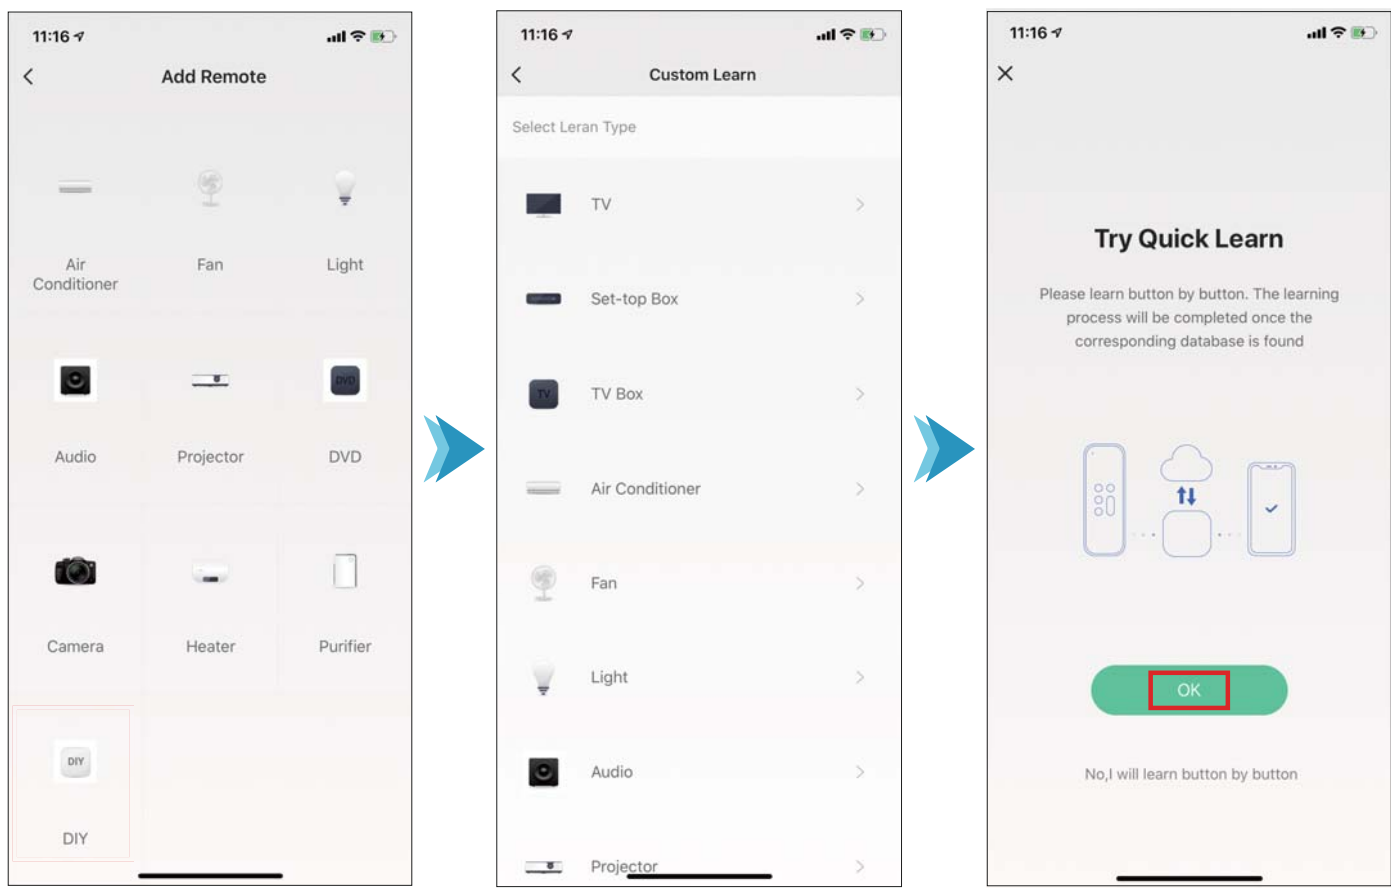 11:16
Add Remote
Air
Conditioner
Fan
Light
DVD
Audio
Projector
DVD
Camera
Heater
Purifier
DIY
DIY
11:16
Custom Learn
Select Leran Type
TV
Set-top Box
TV
TV Box
Air Conditioner
Fan
Light
Audio
Projector
11:16
Try Quick Learn
Please learn button by button. The learning
process will be completed once the
corresponding database is found
OK
No,I will learn button by button